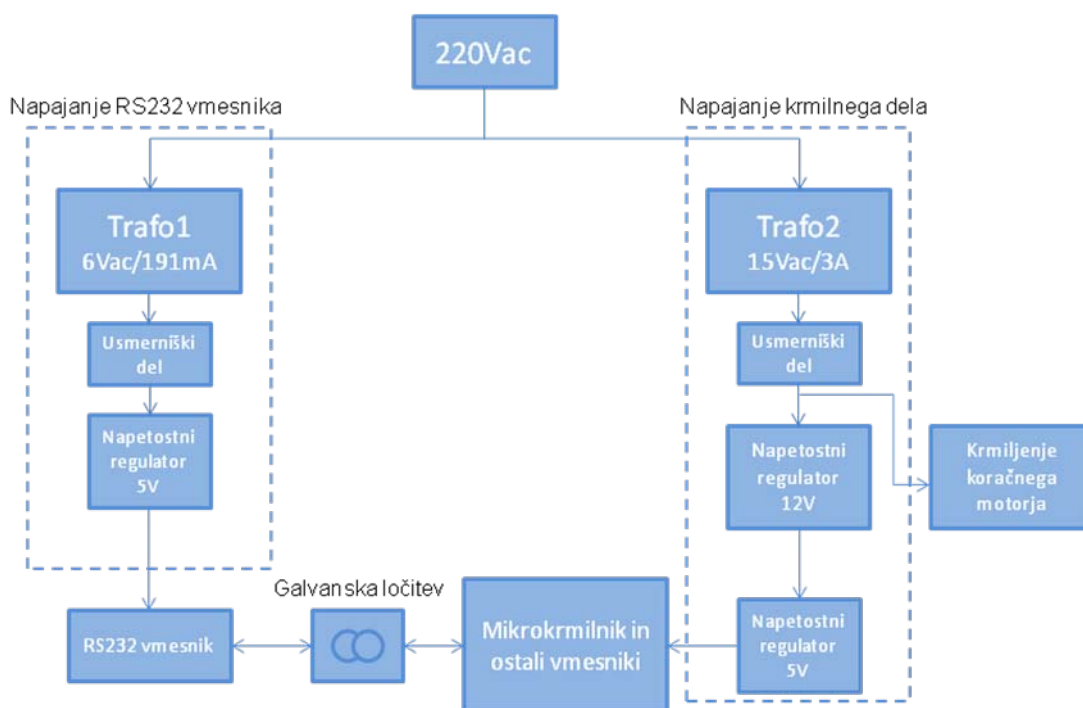 220Vac
Napajanje RS232 vmesnika
Napajanje krmilnega dela
Trafo1
6Vac/191mA
Trafo2
15Vac/3A
Usmerniški
del
Usmerniški
del
Napetostni
regulator
5V
Napetostni
regulator
12V
Krmiljenje
koračnega
motorja
Galvanska ločitev
RS232 vmesnik
Mikrokrmilnik in
ostali vmesniki
Napetostni
regulator
5V